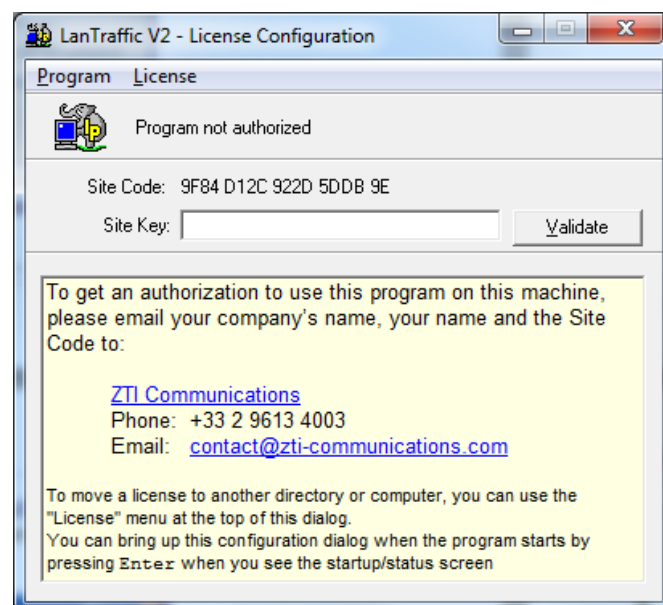 LanTraffic V2 - License Configuration
Program License
Program not authorized
Site Code: 9F84 D12C 922D 5DDB 9E
Site Key:
Validate
To get an authorization to use this program on this machine,
please email your company's name, your name and the Site
Code to:
ZTI Communications
Phone: +33 2 9613 4003
Email: contact@zti-communications.com
To move a license to another directory or computer, you can use the
"License" menu at the top of this dialog.
You can bring up this configuration dialog when the program starts by
pressing Enter when you see the startup/status screen